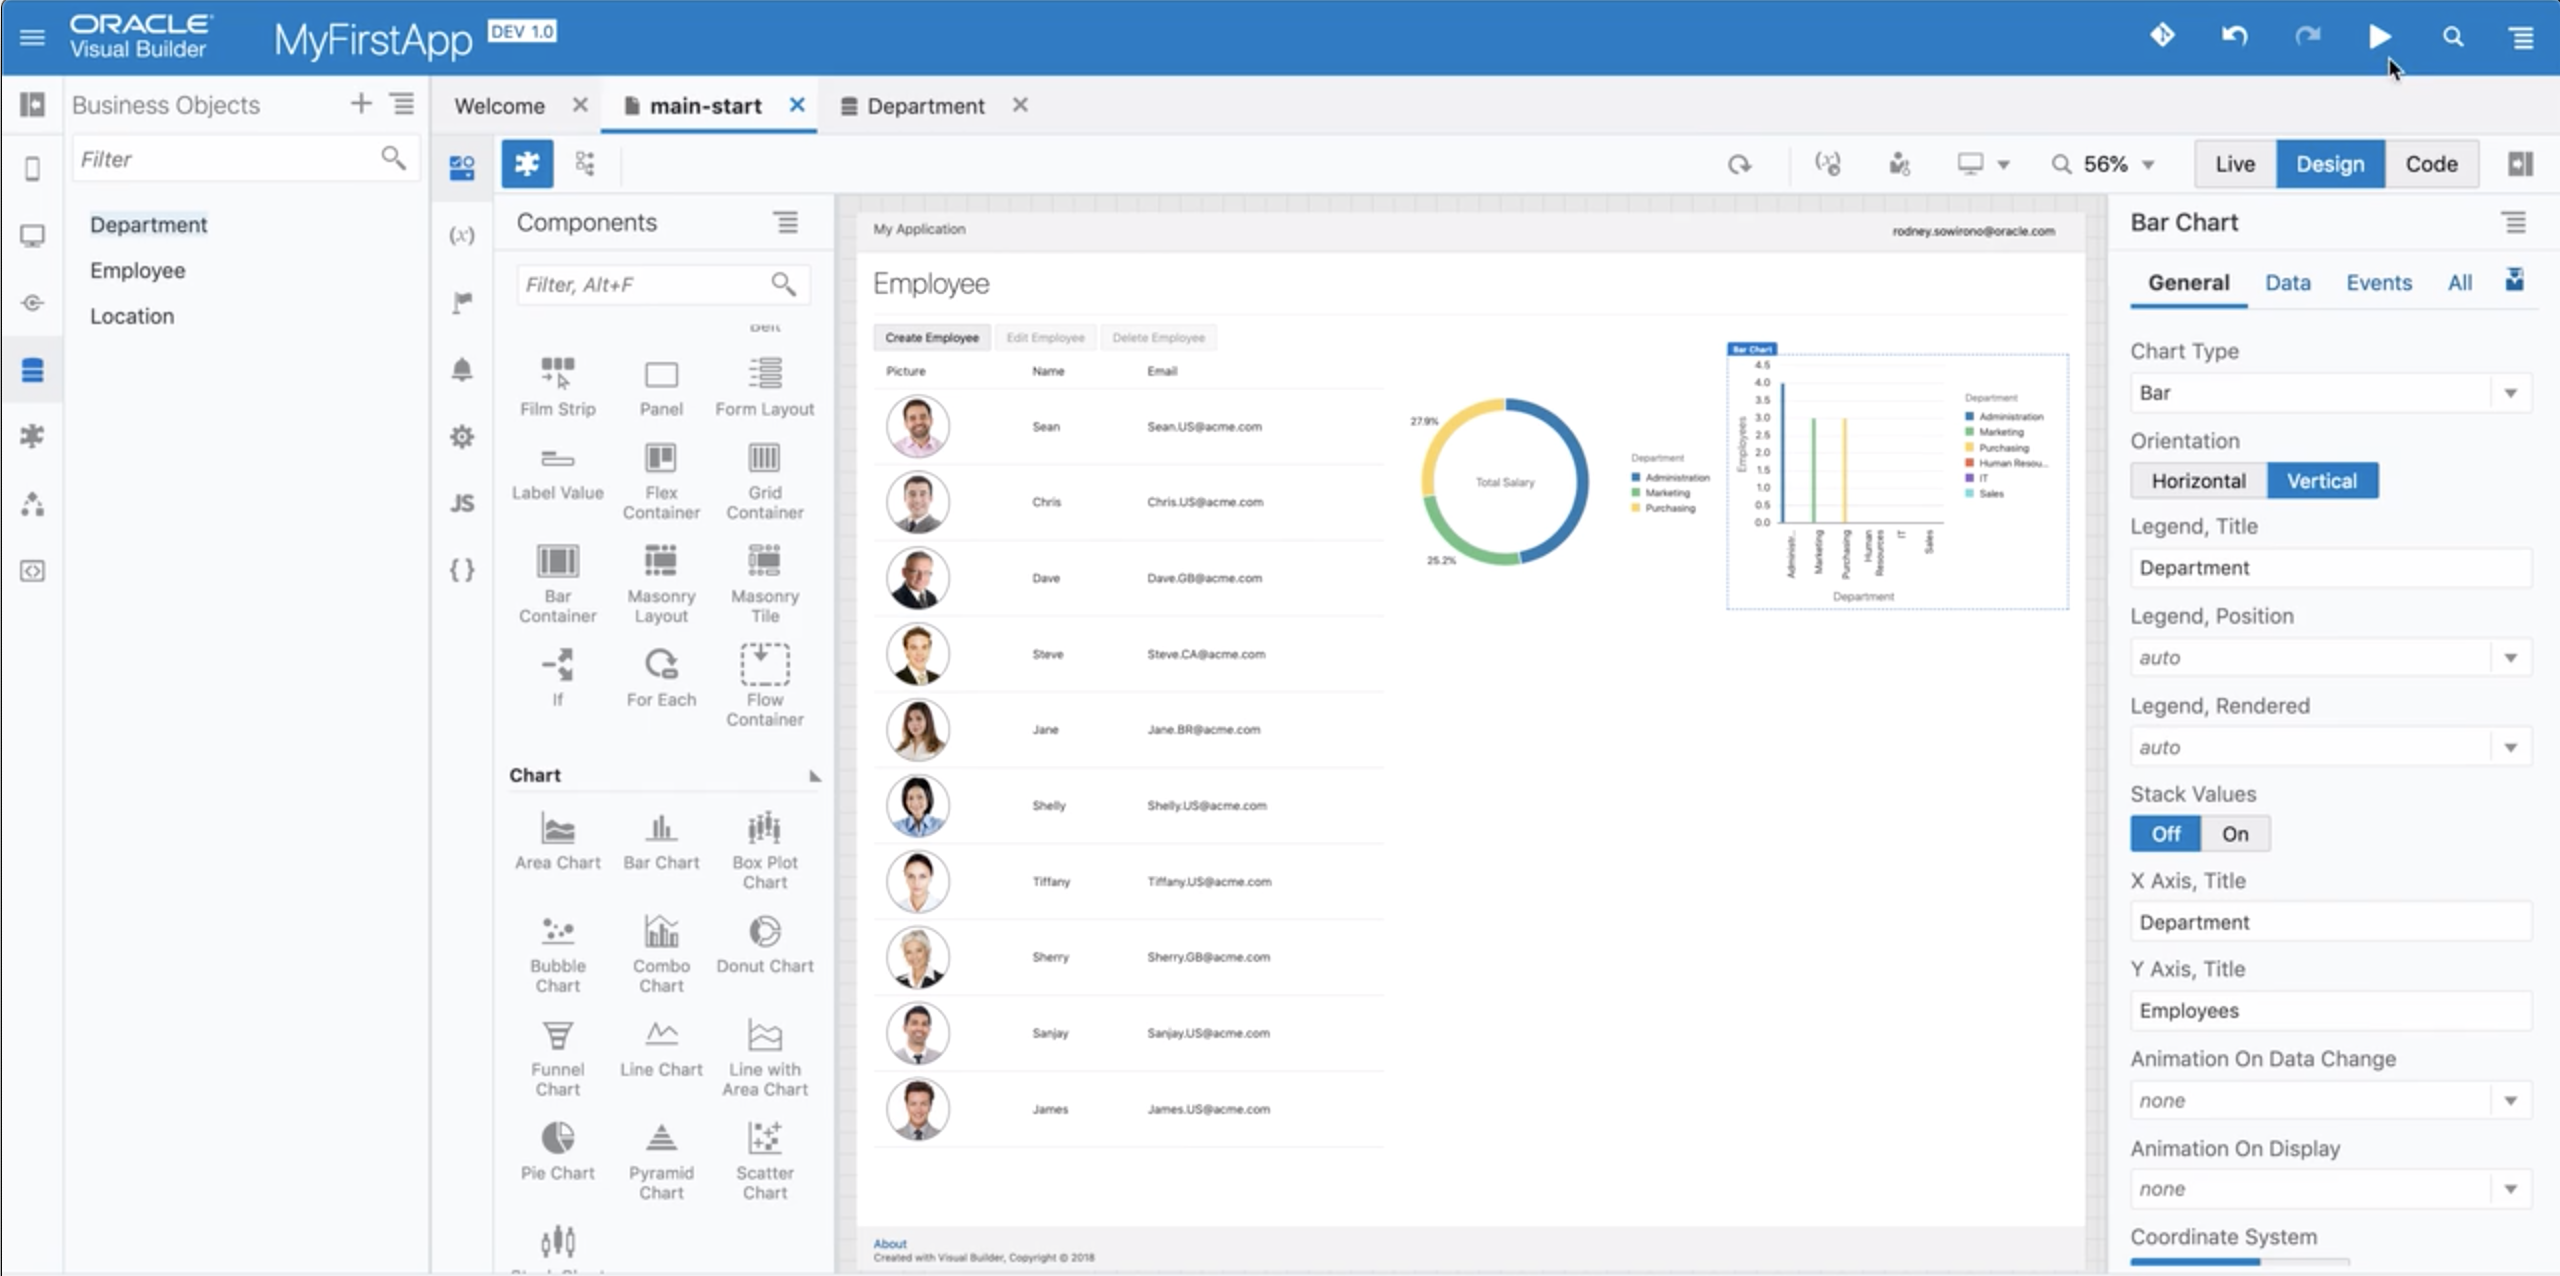 ORACLE
Visual Builder
MyFirstApp
DEV 1.0
Business Objects
Filter
Department
Employee
Location
Welcome
main-start
Department
56%
Live
Design
Code
(x)
JS
{ }
Components
Filter, Alt+F
Film Strip
Panel
Form Layout
Label Value
Flex
Container
Grid
Container
Bar
Container
Masonry
Layout
Masonry
Tile
If
For Each
Flow
Container
Chart
Area Chart
Bar Chart
Box Plot
Chart
Bubble
Chart
Combo
Chart
Donut Chart
Funnel
Chart
Line Chart
Line with
Area Chart
Pie Chart
Pyramid
Chart
Scatter
Chart
My Application
rodney.sowirono@oracle.com
Employee
Create Employee
Edit Employee
Delete Employee
Picture
Name
Email
Sean
Sean.US@acme.com
Chris
Chris.US@acme.com
Dave
Dave.GB@acme.com
Steve
Steve.CA@acme.com
Jane
Jane.BR@acme.com
Shelly
Shelly.US@acme.com
Tiffany
Tiffany.US@acme.com
Sherry
Sherry.GB@acme.com
Sanjay
Sanjay.US@acme.com
James
James.US@acme.com
27.9%
25.2%
Total Salary
Department
Administration
Marketing
Purchasing
Bar Chart
4.5
4.0
3.5
3.0
2.5
2.0
1.5
1.0
0.5
0.0
Employees
Administr...
Marketing
Purchasing
Human
Resources
IT
Sales
Department
Department
Administration
Marketing
Purchasing
Human Resou...
IT
Sales
About
Created with Visual Builder, Copyright © 2018
Bar Chart
General
Data
Events
All
Chart Type
Bar
Orientation
Horizontal
Vertical
Legend, Title
Department
Legend, Position
auto
Legend, Rendered
auto
Stack Values
Off
On
X Axis, Title
Department
Y Axis, Title
Employees
Animation On Data Change
none
Animation On Display
none
Coordinate System